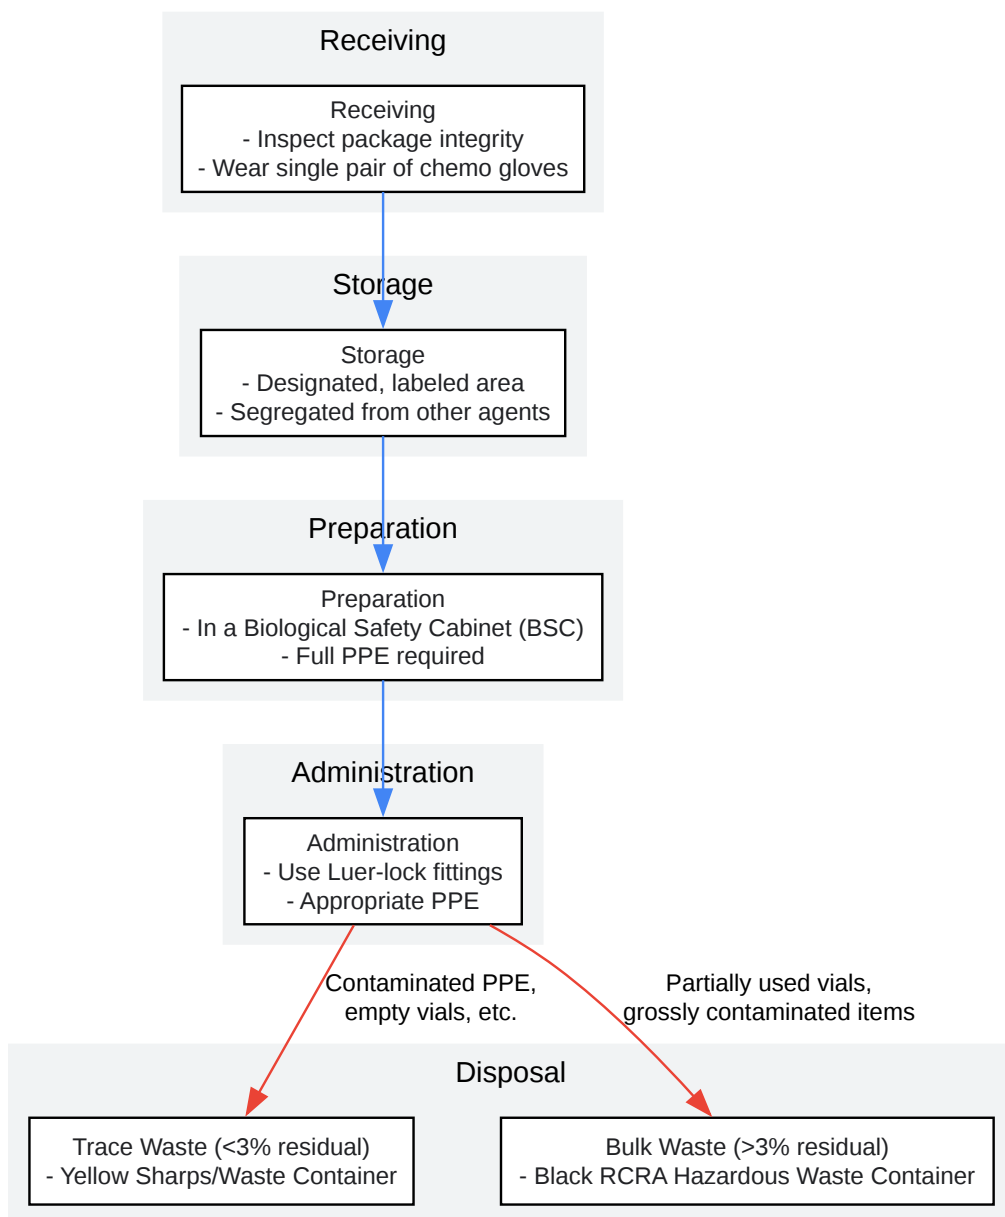 Receiving
Receiving
- Inspect package integrity
- Wear single pair of chemo gloves
Storage
Storage
- Designated, labeled area
- Segregated from other agents
Preparation
Preparation
- In a Biological Safety Cabinet (BSC)
- Full PPE required
Administration
Administration
- Use Luer-lock fittings
- Appropriate PPE
Contaminated PPE,
empty vials, etc.
Partially used vials,
grossly contaminated items
Disposal
Trace Waste (<3% residual)
- Yellow Sharps/Waste Container
Bulk Waste (>3% residual)
- Black RCRA Hazardous Waste Container